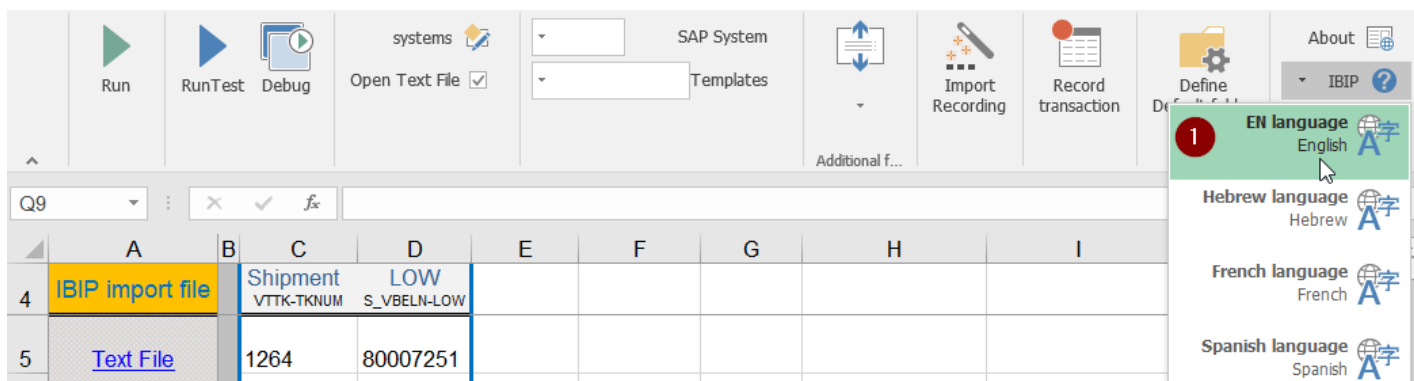 Run
RunTest
Debug
systems
Open Text File
SAP System
Templates
Additional f...
Import
Recording
Record
transaction
Define
About
IBIP
1
EN language
English
Hebrew language
Hebrew
French language
French
Spanish language
Spanish
Q9
fx
A B C D E F G H I
4 IBIP import file Shipment LOW
VTTK-TKNUM S_VBELN-LOW
5 Text File 1264 80007251